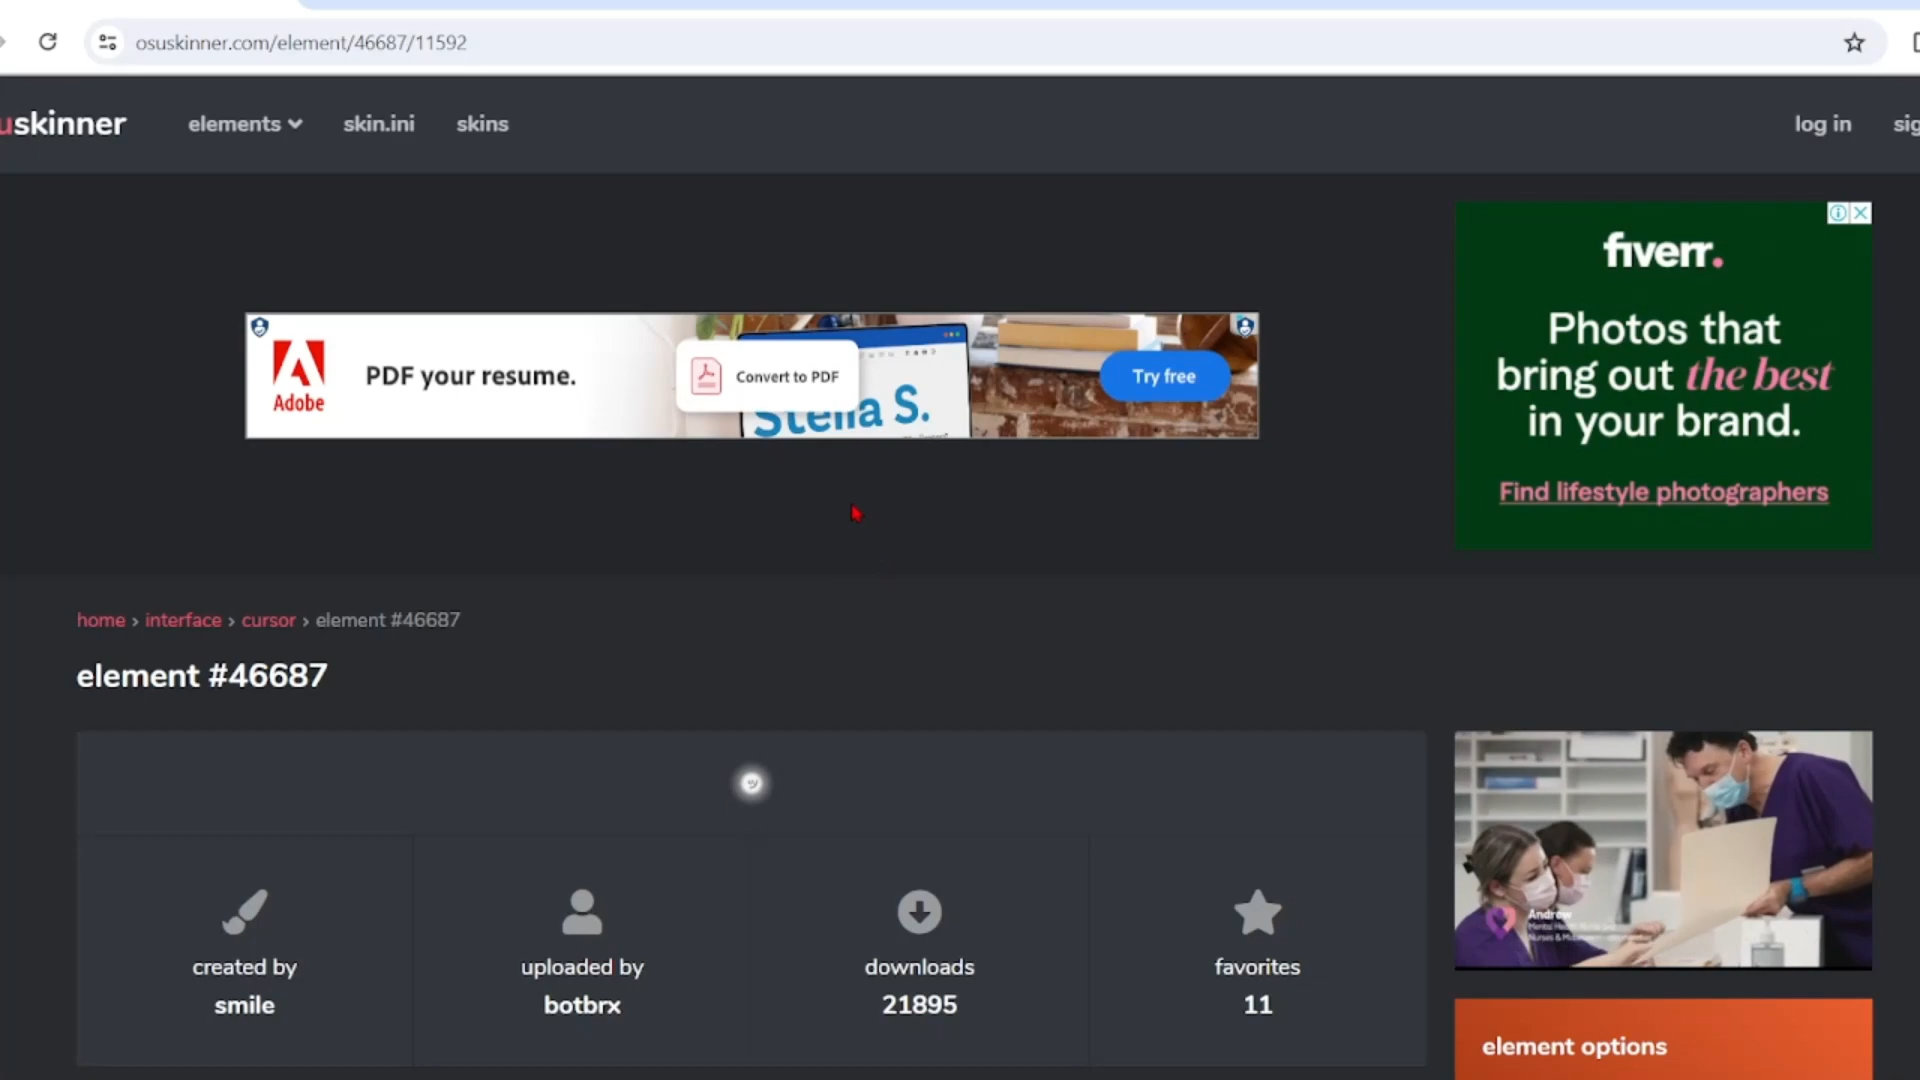 osuskinner.com/element/46687/11592
uskinner
elements
skin.ini
skins
log in
sig
Adobe
PDF your resume.
Convert to PDF
Stella S.
Try free
fiverr.
Photos that
bring out the best
in your brand.
Find lifestyle photographers
home › interface › cursor › element #46687
element #46687
created by
smile
uploaded by
botbrx
downloads
21895
favorites
11
Andrew
element options